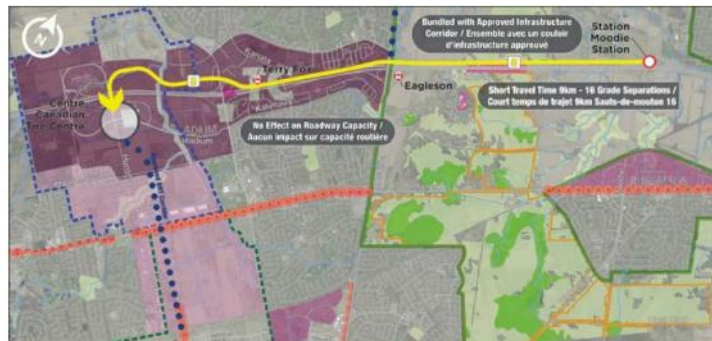 N
Bundled with Approved Infrastructure
Corridor / Ensemble avec un couloir
d'infrastructure appreuvé
Station
Moodie
Station
Terry Fox
Eagleson
Short Travel Time 9km - 16 Grade Separations /
Court temps de trajet 9km Sauts-de-mouton 16
Centre
Canadian
Tire Centre
No Effect on Roadway Capacity /
Aucun impact sur capacité routière